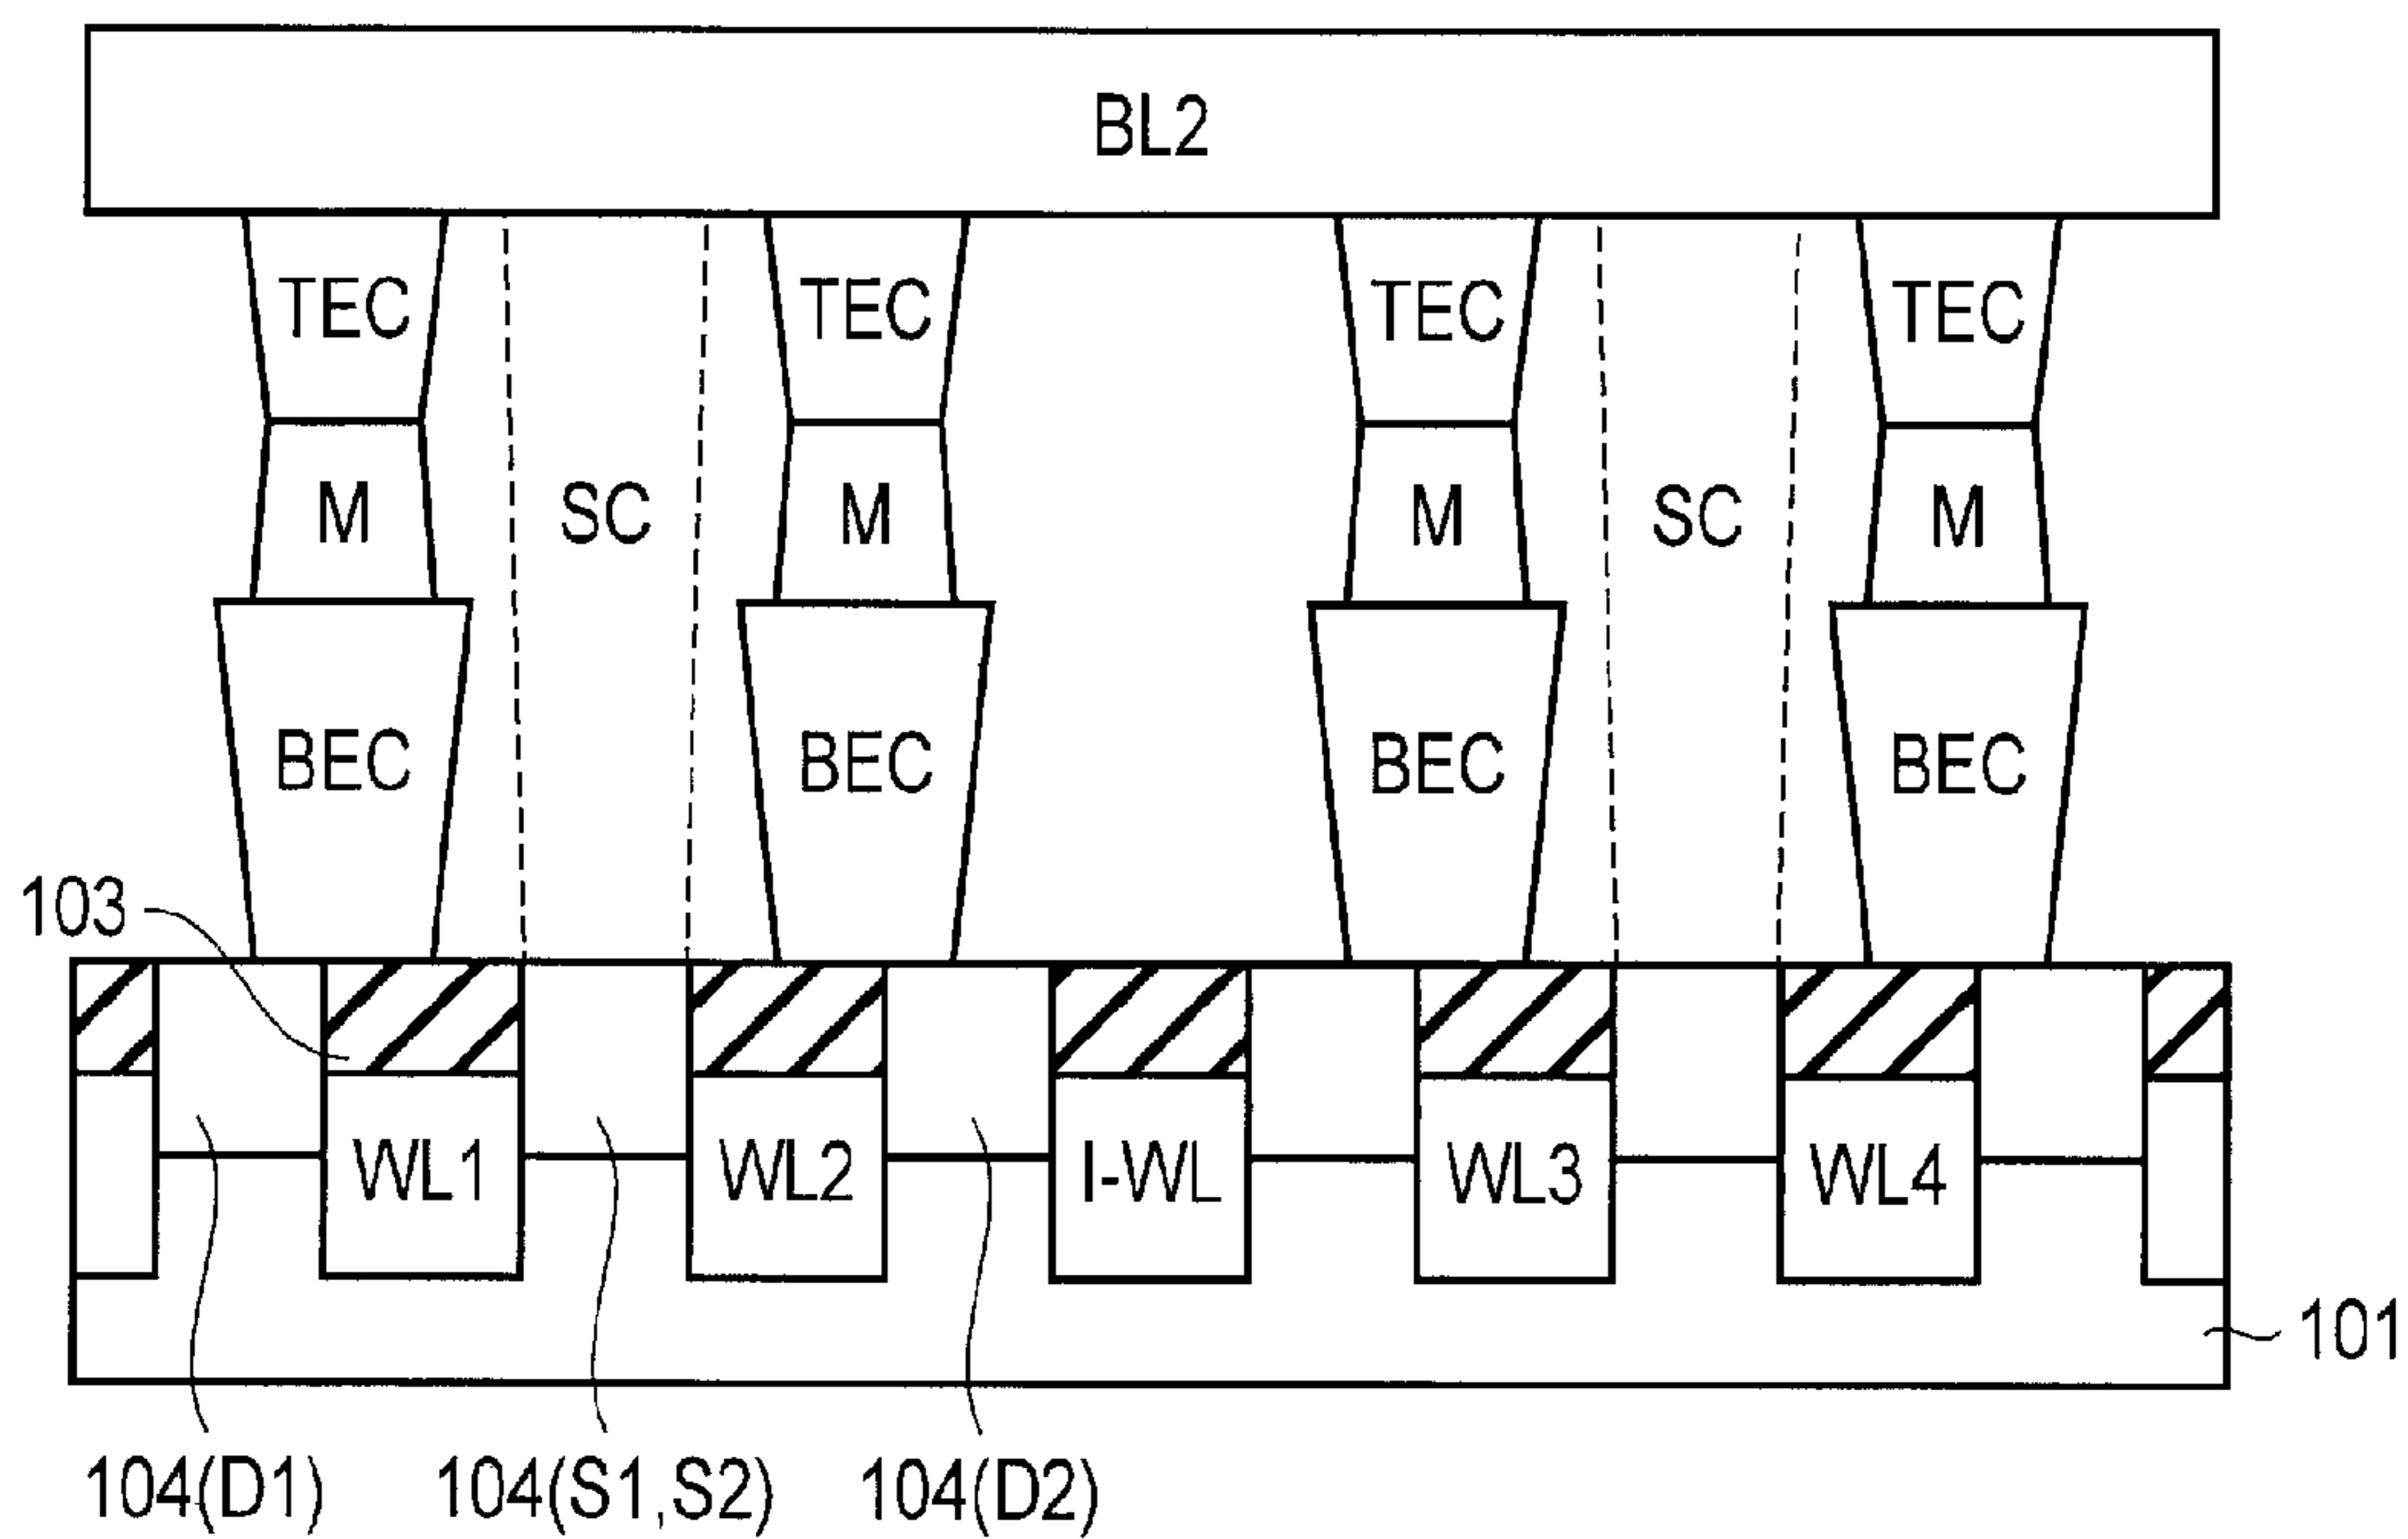 BL2
TEC TEC TEC TEC
M SC M M SC M
BEC BEC BEC BEC
103
WL1 WL2 I-WL WL3 WL4
101
104(D1) 104(S1,S2) 104(D2)